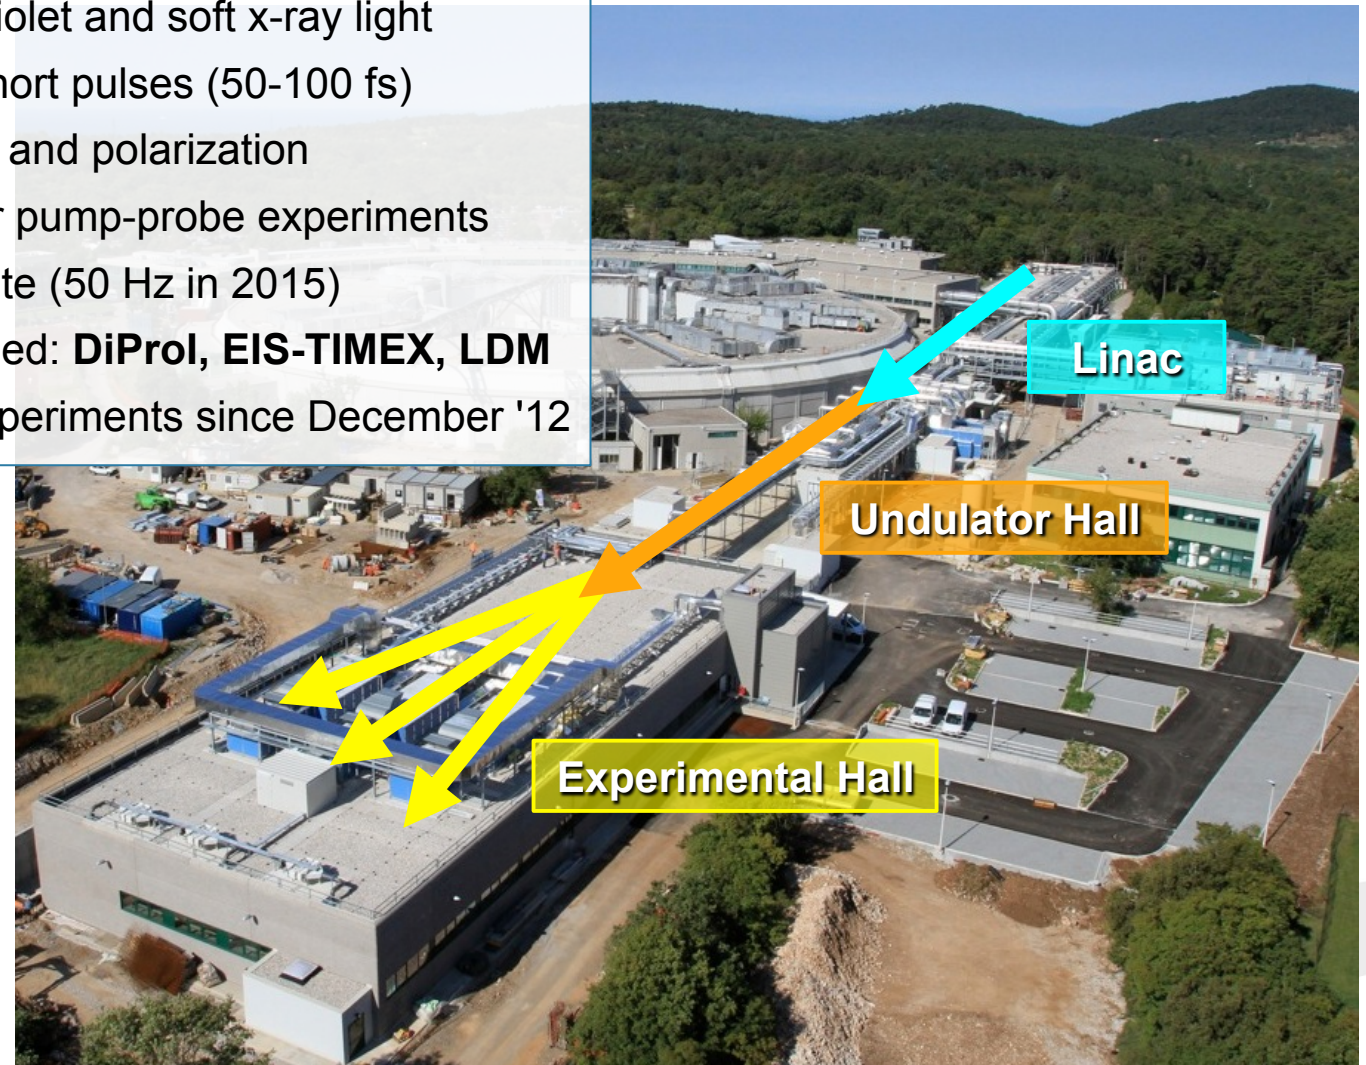 iolet and soft x-ray light
hort pulses (50-100 fs)
and polarization
r pump-probe experiments
te (50 Hz in 2015)
ed: DiProI, EIS-TIMEX, LDM
periments since December '12
Linac
Undulator Hall
Experimental Hall